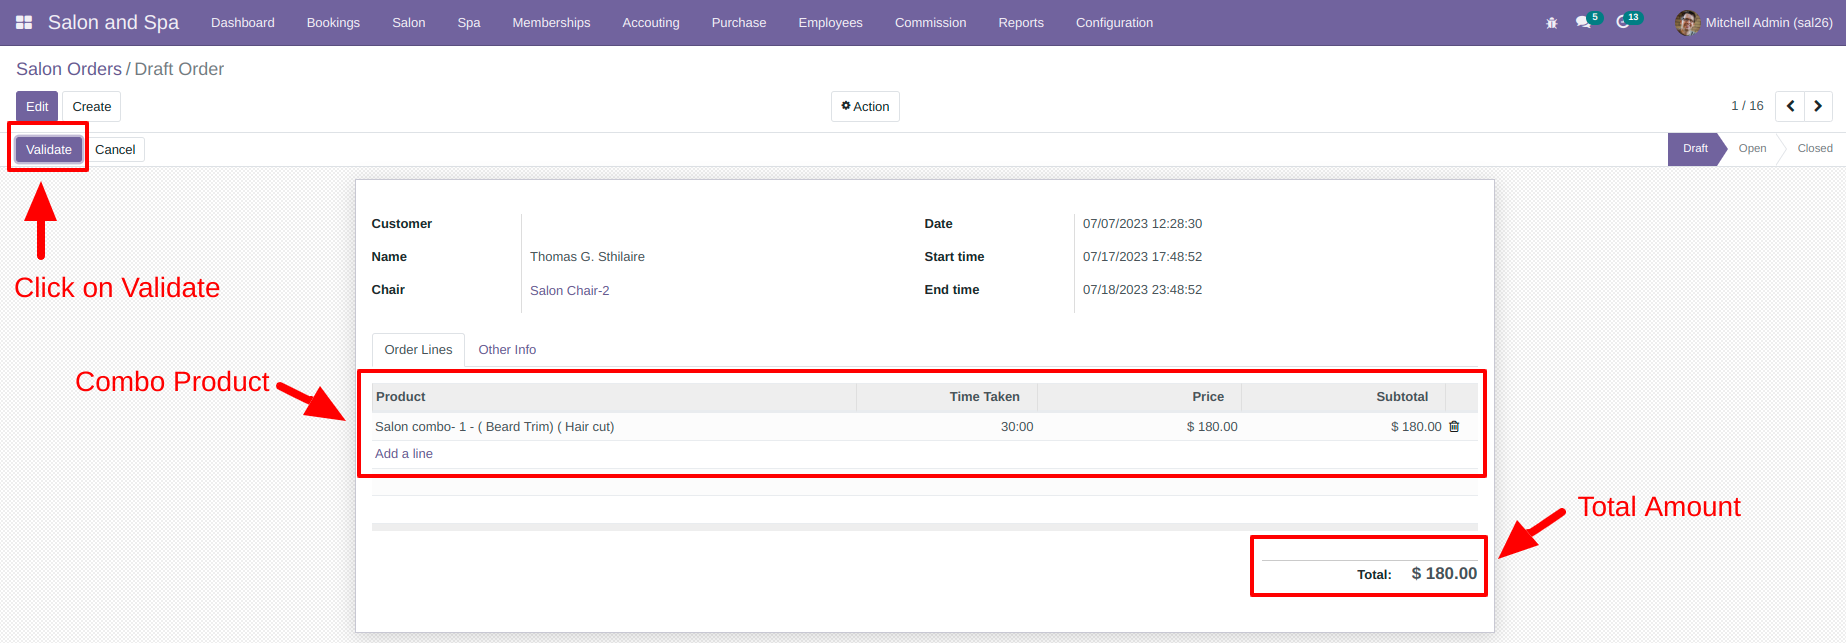 Salon and Spa Dashboard Bookings Salon Spa Memberships Accouting Purchase Employees Commission Reports Configuration 5 13 Mitchell Admin (sal26)
Salon Orders / Draft Order
Edit Create Action 1 / 16
Validate Cancel Draft Open Closed
Click on Validate
Customer Date 07/07/2023 12:28:30
Name Thomas G. Sthilaire Start time 07/17/2023 17:48:52
Chair Salon Chair-2 End time 07/18/2023 23:48:52
Order Lines Other Info
Combo Product
Product Time Taken Price Subtotal
Salon combo- 1 - ( Beard Trim) ( Hair cut) 30:00 $ 180.00 $ 180.00
Add a line
Total Amount
Total: $ 180.00